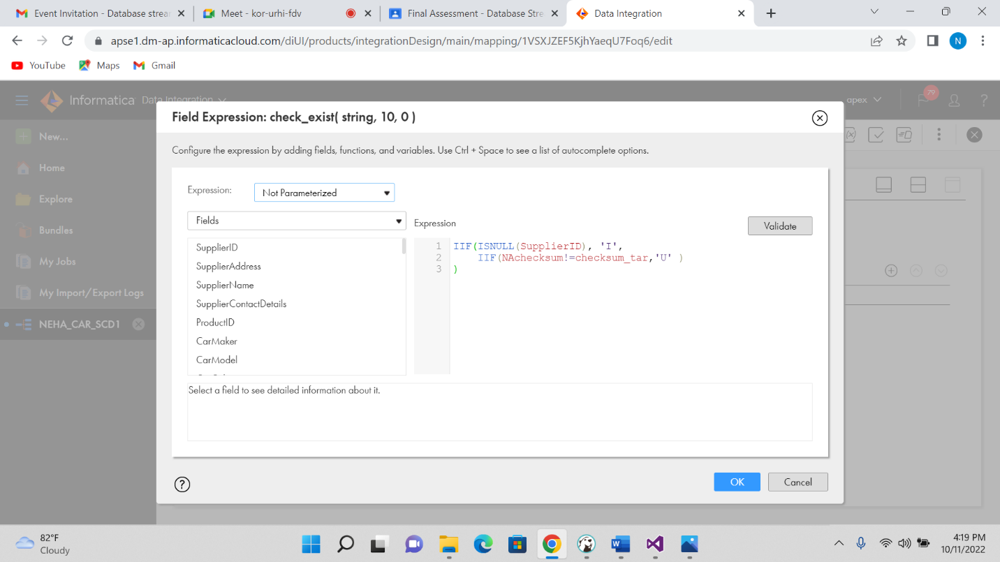 Event Invitation - Database strear
Meet - kor-urhi-fdv
Final Assessment - Database Stre
Data Integration
apse1.dm-ap.informaticacloud.com/diUI/products/integrationDesign/main/mapping/1VSXJZEF5KjhYaeqU7Foq6/edit
N
YouTube
Maps
Gmail
Informatica Data Integration
apex
79
?
New...
Home
Explore
Bundles
My Jobs
My Import/Export Logs
NEHA_CAR_SCD1
Field Expression: check_exist( string, 10, 0 )
Configure the expression by adding fields, functions, and variables. Use Ctrl + Space to see a list of autocomplete options.
Expression:
Not Parameterized
Fields
Expression
Validate
SupplierID
SupplierAddress
SupplierName
SupplierContactDetails
ProductID
CarMaker
CarModel
1 IIF(ISNULL(SupplierID), 'I',
2 IIF(NAchecksum!=checksum_tar,'U' )
3 )
Select a field to see detailed information about it.
?
OK
Cancel
82°F
Cloudy
4:19 PM
10/11/2022